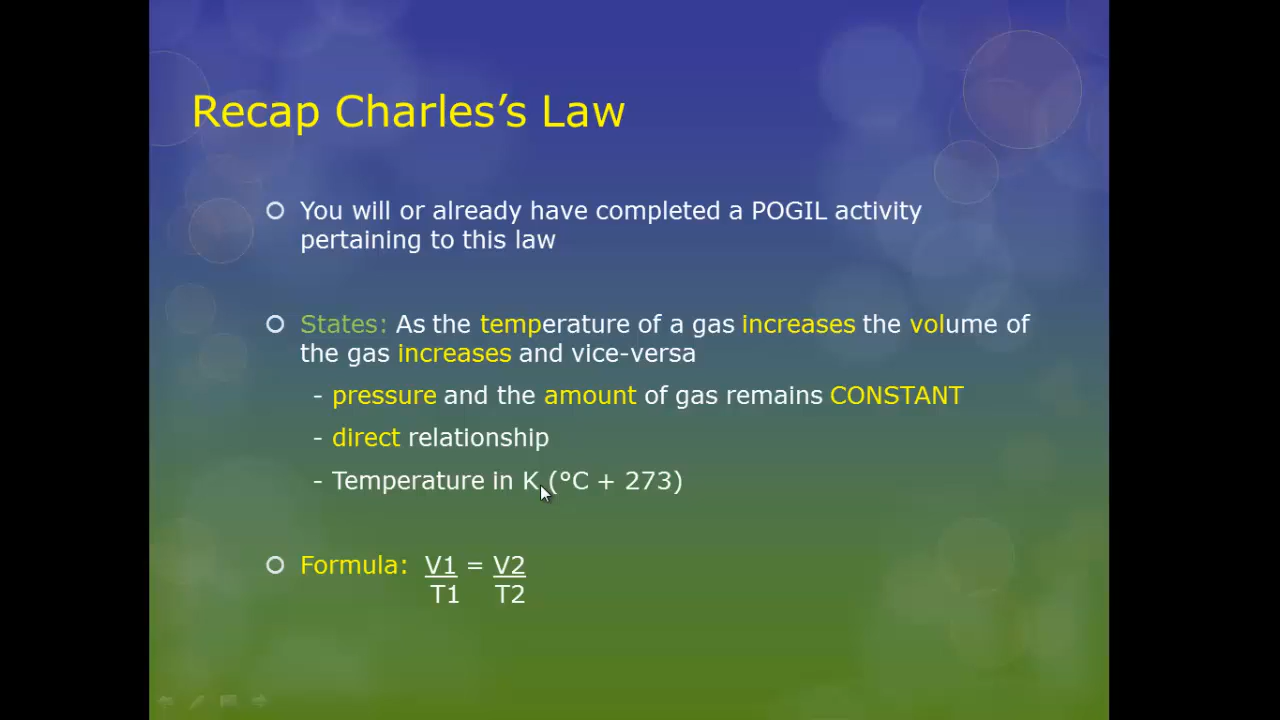 Recap Charles’s Law
You will or already have completed a POGIL activity
pertaining to this law
States: As the temperature of a gas increases the volume of
the gas increases and vice-versa
- pressure and the amount of gas remains CONSTANT
- direct relationship
- Temperature in K (°C + 273)
Formula: V1 = V2
T1 T2